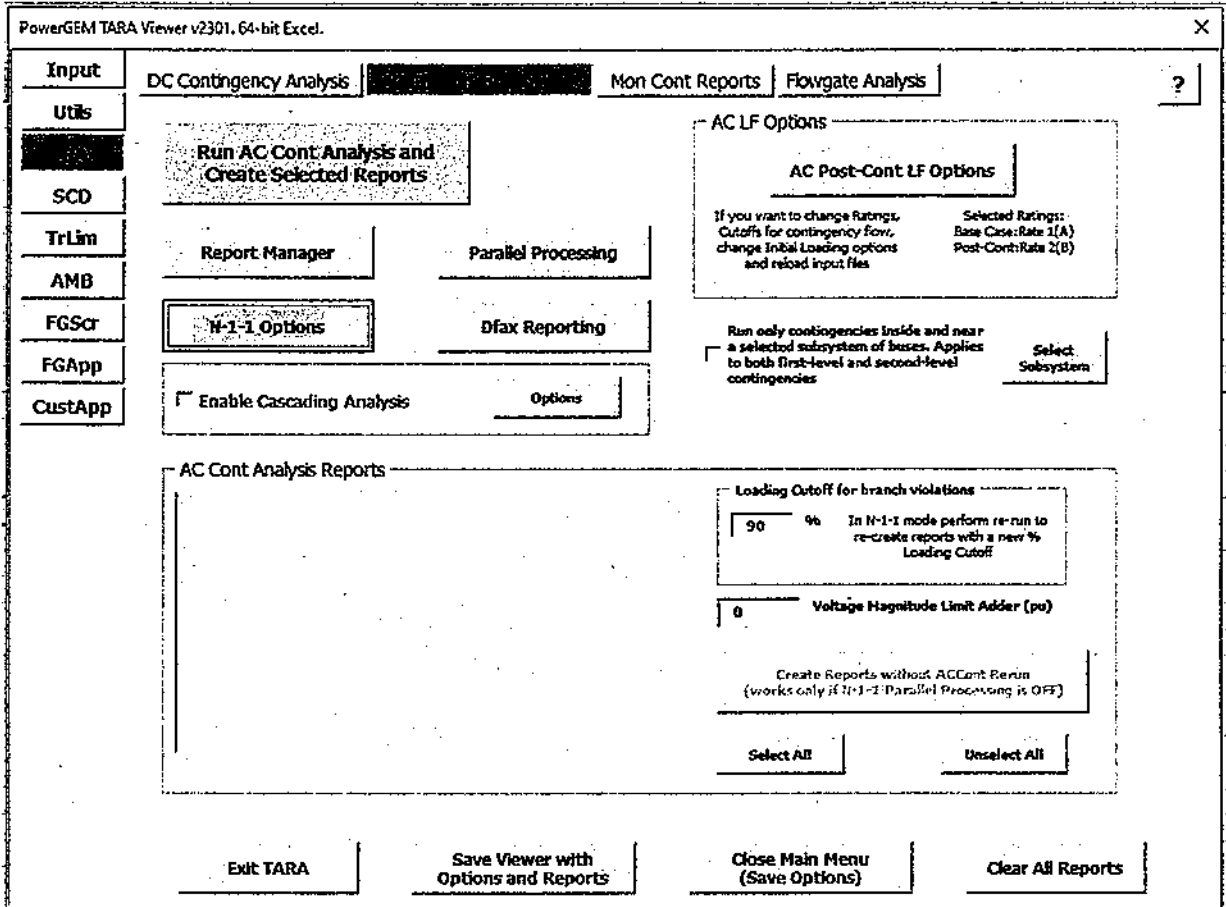 PowerGEM TARA Viewer v2301, 64-bit Excel.
Input
Utils
SCD
TrLim
AMB
FGScr
FGApp
CustApp
DC Contingency Analysis
Mon Cont Reports
Flowgate Analysis
?
Run AC Cont Analysis and
Create Selected Reports
Report Manager
Parallel Processing
N-1-1 Options
Dfax Reporting
Enable Cascading Analysis
Options
AC LF Options
AC Post-Cont LF Options
If you want to change Ratings,
Cutoffs for contingency flow,
change Initial Loading options
and reload input files
Selected Ratings:
Base Case:Rate 1(A)
Post-Cont:Rate 2(B)
Run only contingencies inside and near
a selected subsystem of buses. Applies
to both first-level and second-level
contingencies
Select
Subsystem
AC Cont Analysis Reports
Loading Cutoff for branch violations
90 %
In N-1-1 mode perform re-run to
re-create reports with a new %
Loading Cutoff
0 Voltage Magnitude Limit Adder (pu)
Create Reports without ACCont Rerun
(works only if N-1-1 Parallel Processing is OFF)
Select All
Unselect All
Exit TARA
Save Viewer with
Options and Reports
Close Main Menu
(Save Options)
Clear All Reports